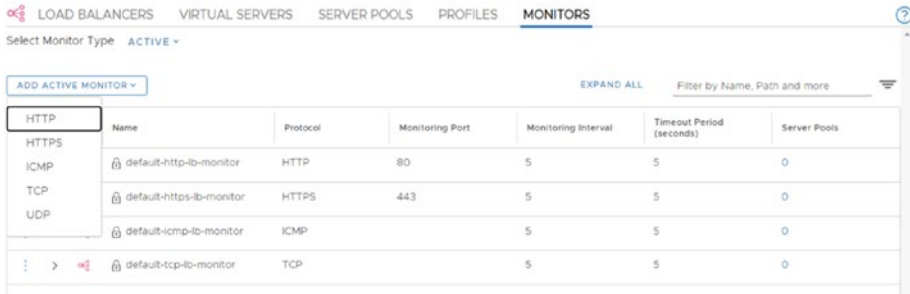 LOAD BALANCERS VIRTUAL SERVERS SERVER POOLS PROFILES MONITORS
Select Monitor Type ACTIVE
ADD ACTIVE MONITOR EXPAND ALL Filter by Name, Path and more
HTTP
HTTPS
ICMP
TCP
UDP
Name Protocol Monitoring Port Monitoring Interval Timeout Period (seconds) Server Pools
default-http-lb-monitor HTTP 80 5 5 0
default-https-lb-monitor HTTPS 443 5 5 0
default-icmp-lb-monitor ICMP 5 5 0
default-tcp-lb-monitor TCP 5 5 0